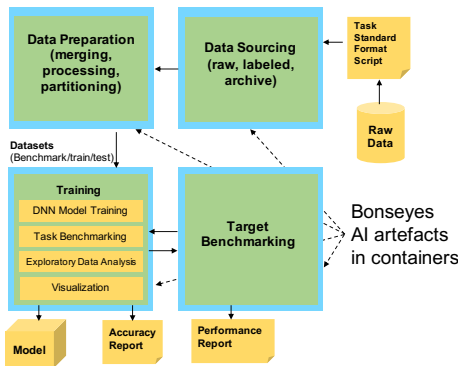 Data Preparation
(merging,
processing,
partitioning)
Data Sourcing
(raw, labeled,
archive)
Task
Standard
Format
Script
Raw
Data
Datasets
(Benchmark/train/test)
Training
DNN Model Training
Task Benchmarking
Exploratory Data Analysis
Visualization
Target
Benchmarking
Bonseyes
AI artefacts
in containers
Model
Accuracy
Report
Performance
Report